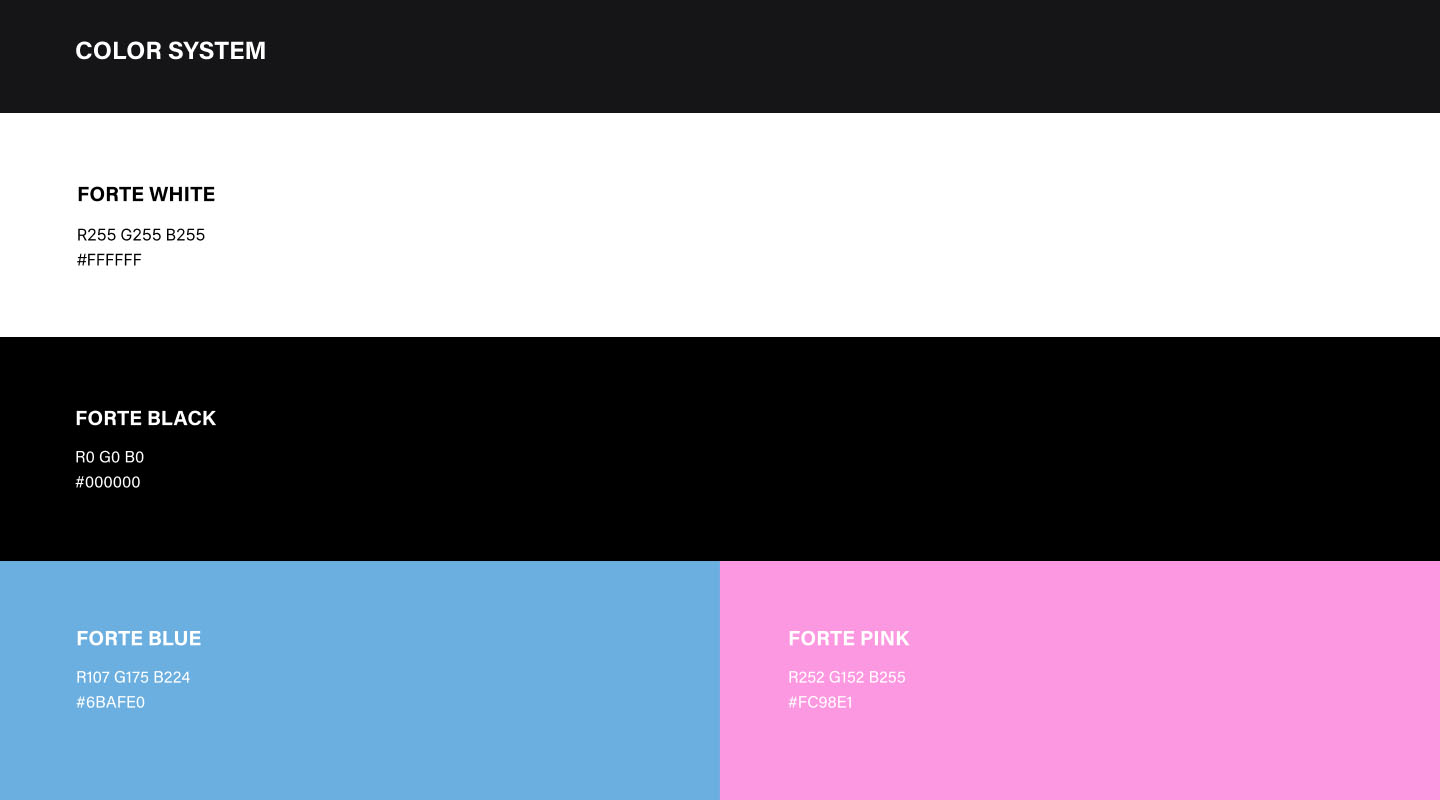 COLOR SYSTEM
FORTE WHITE
R255 G255 B255
#FFFFFF
FORTE BLACK
R0 G0 B0
#000000
FORTE BLUE
R107 G175 B224
#6BAFE0
FORTE PINK
R252 G152 B255
#FC98E1